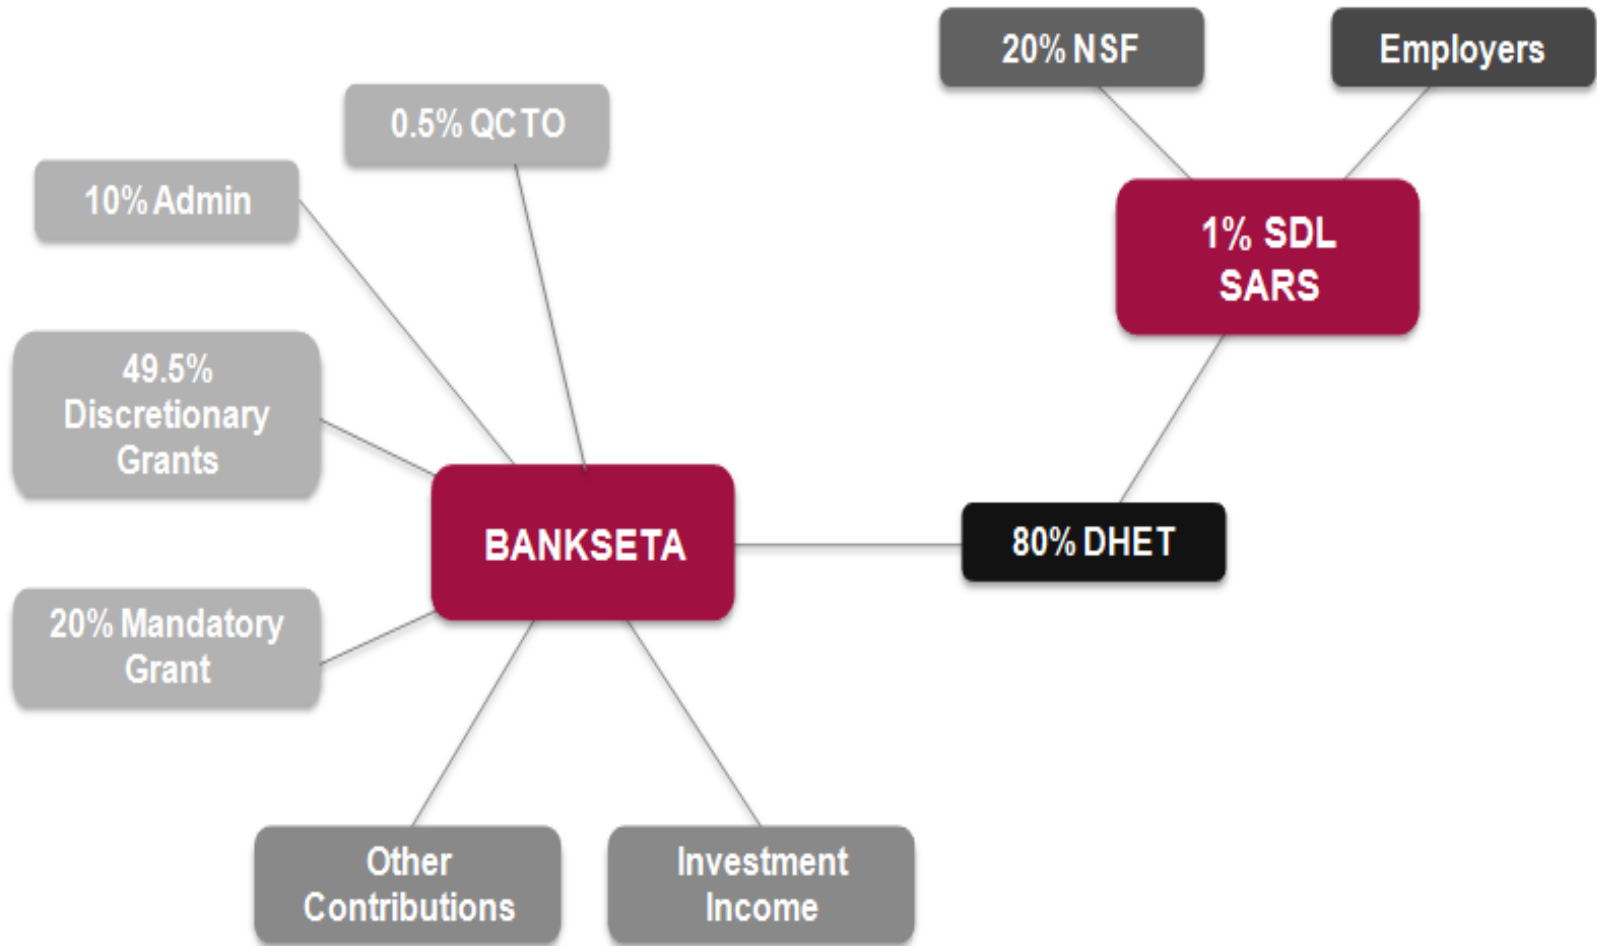 20% NSF
Employers
0.5% QCTO
10% Admin
1% SDL
SARS
49.5%
Discretionary
Grants
BANKSETA
80% DHET
20% Mandatory
Grant
Other
Contributions
Investment
Income